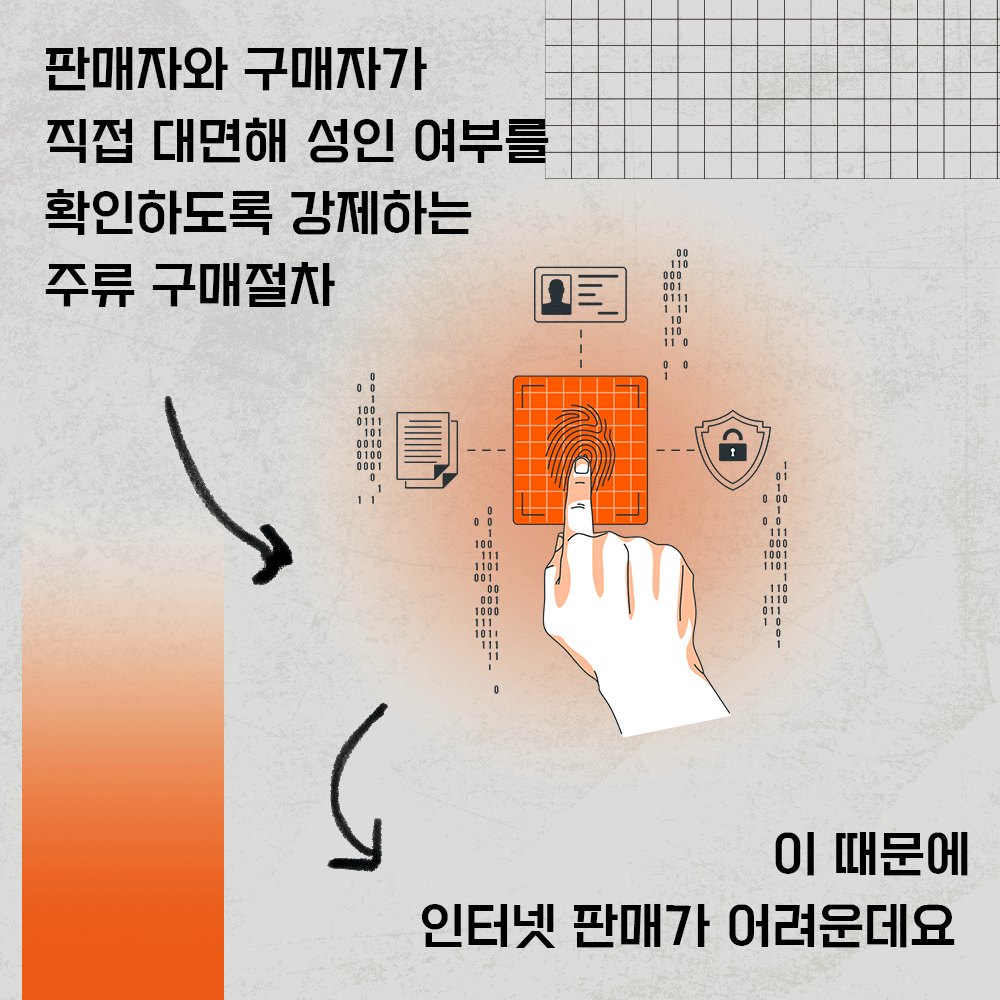 판매자와 구매자가
직접 대면해 성인 여부를
확인하도록 강제하는
주류 구매절차
이 때문에
인터넷 판매가 어려운데요